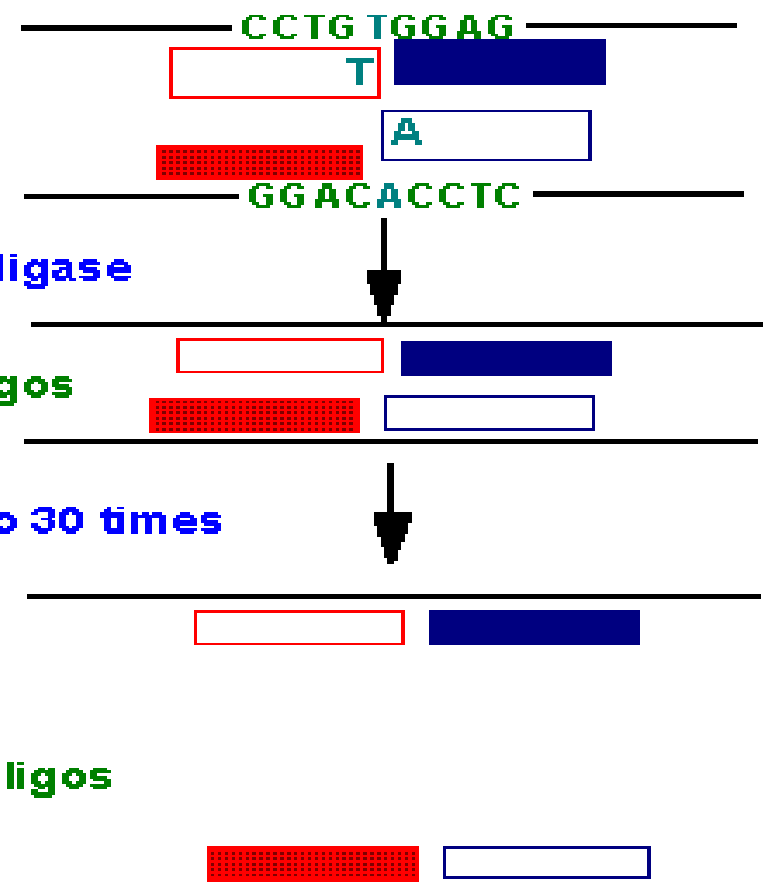 CCTG TGGAG
T
A
GGACACCTC
ligase
gos
o 30 times
ligos